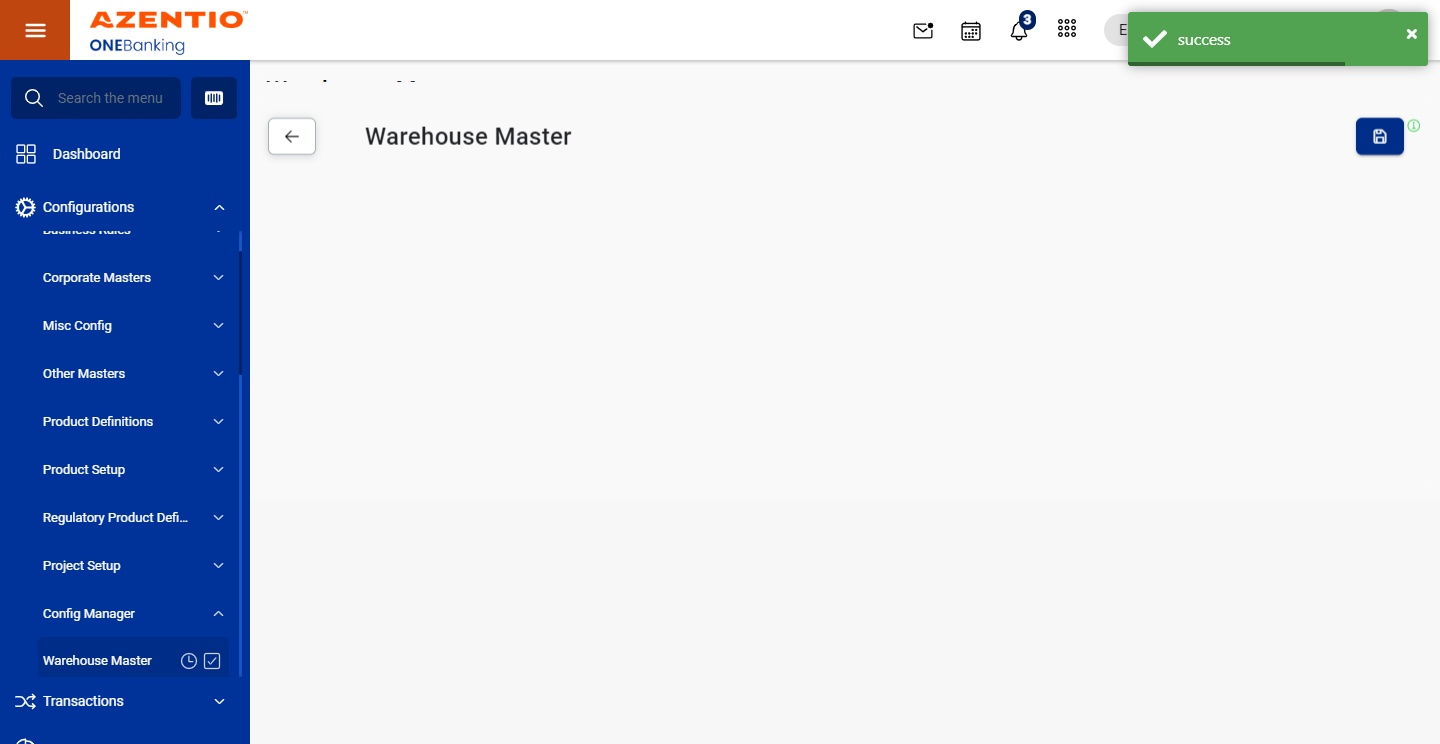 AZENTIO™
ONEBanking
3
E
success
Search the menu
Dashboard
Warehouse Master
Configurations
Business Rules
Corporate Masters
Misc Config
Other Masters
Product Definitions
Product Setup
Regulatory Product Defi...
Project Setup
Config Manager
Warehouse Master
Transactions